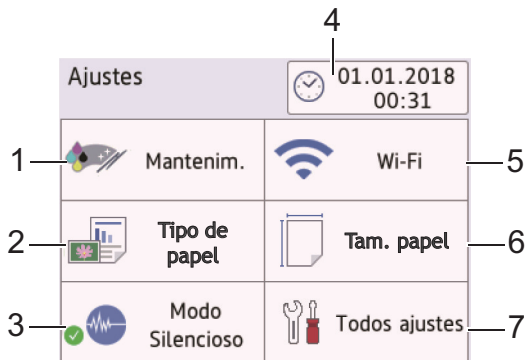 4
Ajustes
01.01.2018
00:31
1
Mantenim.
Wi-Fi
5
2
Tipo de
papel
Tam. papel
6
3
Modo
Silencioso
Todos ajustes
7